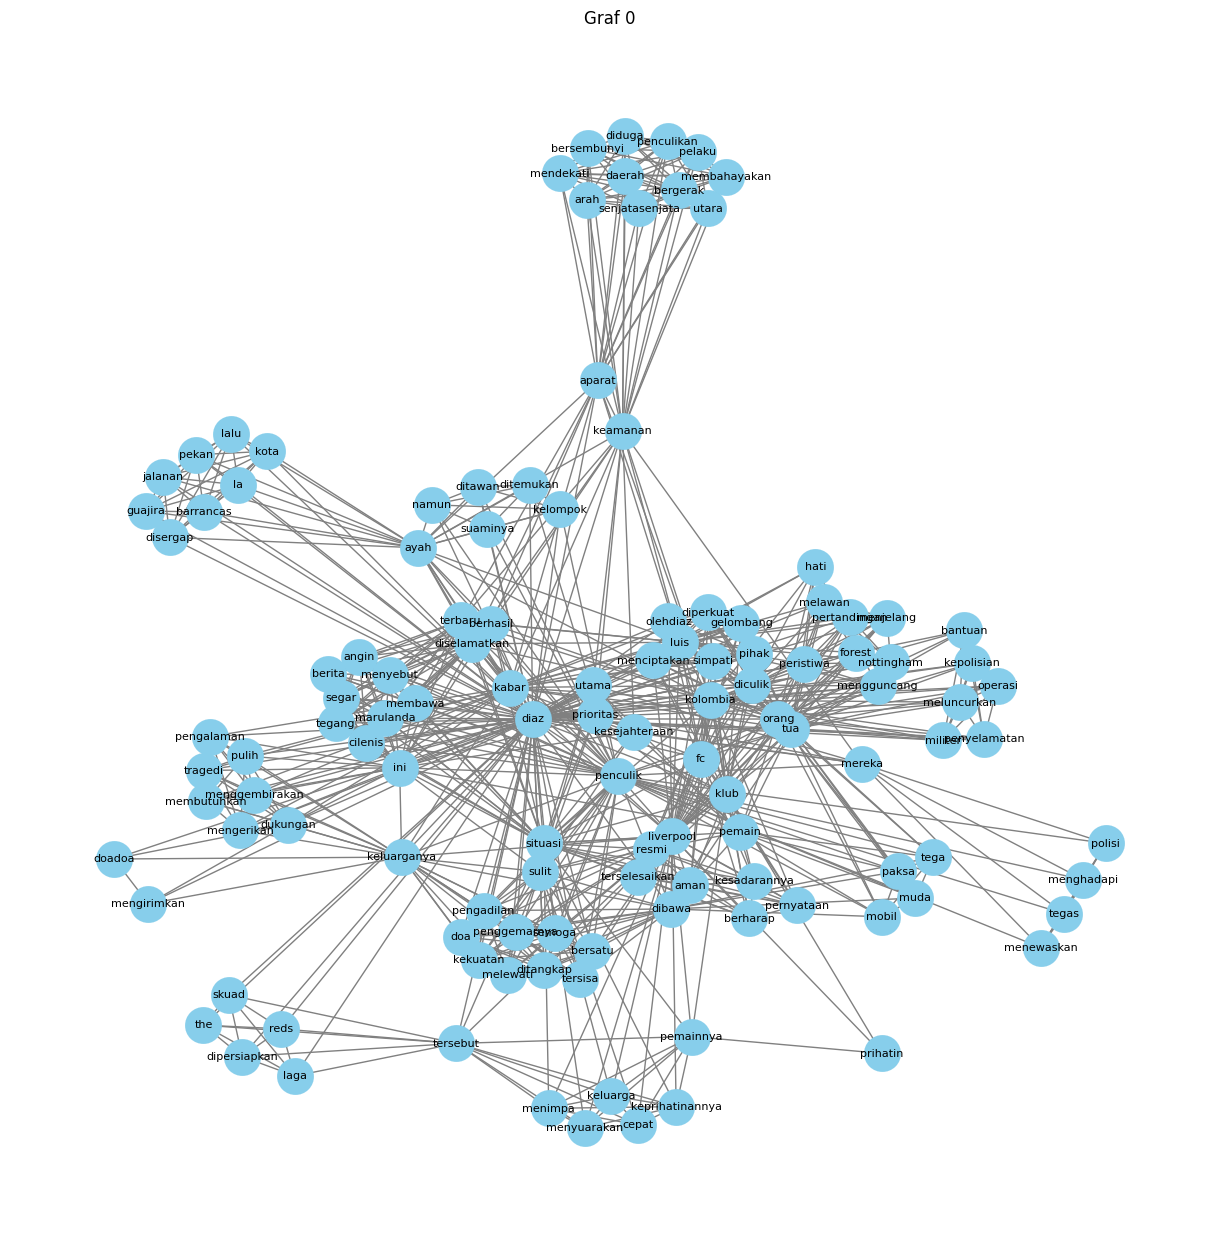 Graf 0
diduga
penculikan
bersembunyi
pelaku
mendekati
daerah
membahayakan
bergerak
arah
senjatasenjata
utara
aparat
keamanan
lalu
kota
pekan
jalanan
la
guajira
barrancas
disergap
ditawan
ditemukan
namun
kelompok
suaminya
ayah
hati
melawan
diperkuat
terbaru
berhasil
olehdiaz
gelombang
pertandingan
menjelang
bantuan
diselamatkan
luis
pihak
forest
angin
menciptakan
simpati
peristiwa
nottingham
kepolisian
berita
menyebut
kabar
utama
diculik
mengguncang
operasi
segar
membawa
kolombia
meluncurkan
tegang
marulanda
diaz
prioritas
orang
tua
kesejahteraan
militer
penyelamatan
pengalaman
cilenis
pulih
fc
mereka
tragedi
ini
penculik
membutuhkan
menggembirakan
klub
mengerikan
dukungan
liverpool
pemain
situasi
resmi
polisi
doadoa
keluarganya
tega
sulit
terselesaikan
aman
kesadarannya
paksa
menghadapi
mengirimkan
muda
pengadilan
dibawa
pernyataan
berharap
mobil
tegas
doa
penggemarnya
semoga
menewaskan
kekuatan
bersatu
melewati
ditangkap
tersisa
skuad
the
reds
tersebut
pemainnya
dipersiapkan
prihatin
laga
keluarga
menimpa
keprihatinannya
menyuarakan
cepat